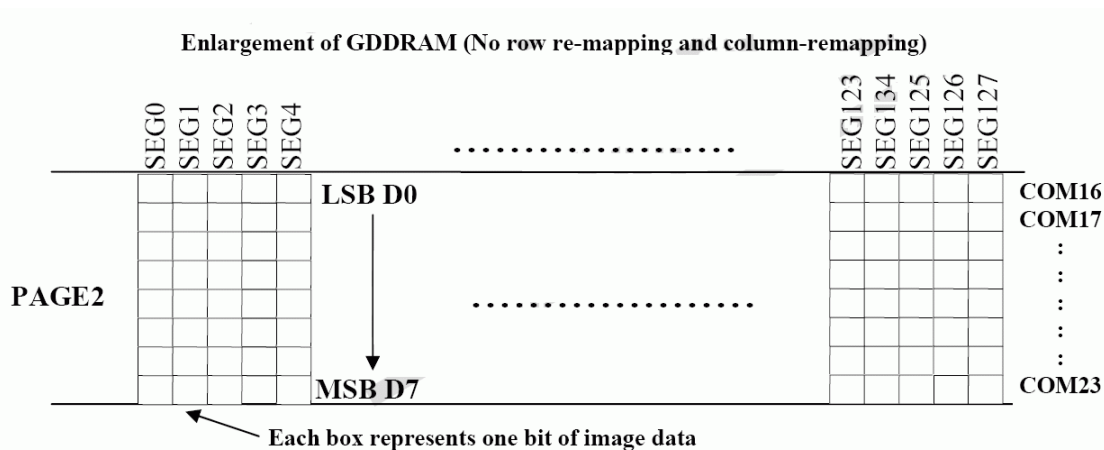 Enlargement of GDDRAM (No row re-mapping and column-remapping)
SEG0
SEG1
SEG2
SEG3
SEG4
SEG123
SEG134
SEG125
SEG126
SEG127
LSB D0
COM16
COM17
PAGE2
MSB D7
COM23
Each box represents one bit of image data